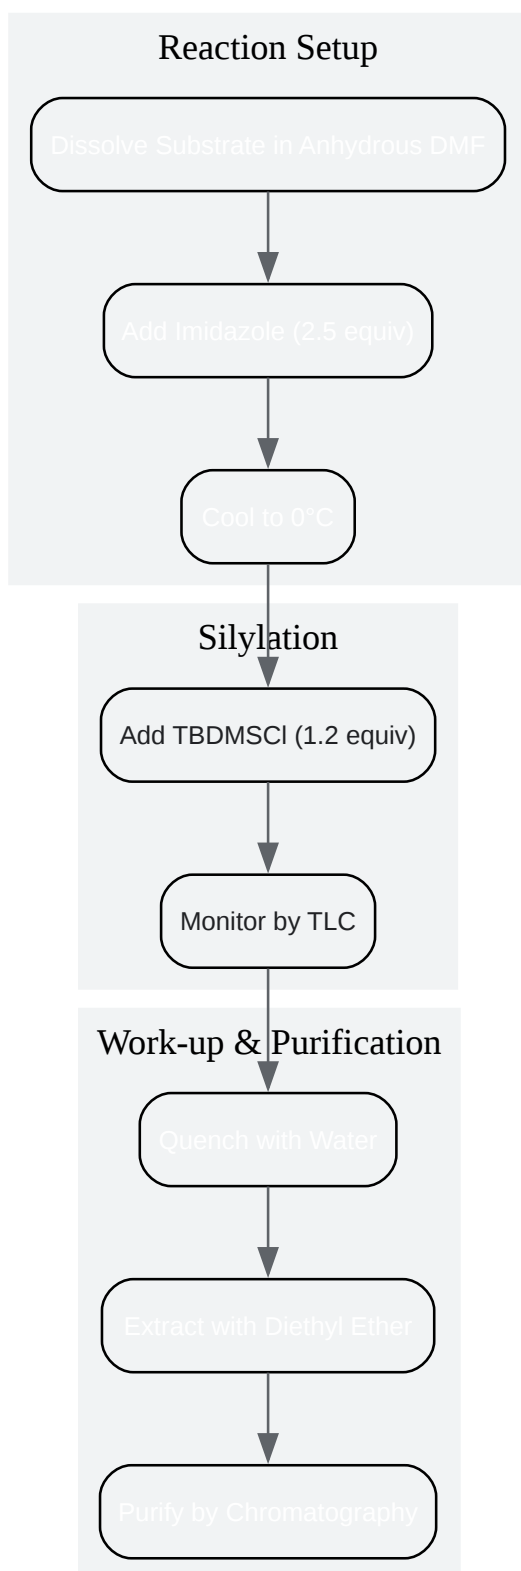 Reaction Setup
Dissolve Substrate in Anhydrous DMF
Add Imidazole (2.5 equiv)
Cool to 0°C
Silylation
Add TBDMSCl (1.2 equiv)
Monitor by TLC
Work-up & Purification
Quench with Water
Extract with Diethyl Ether
Purify by Chromatography